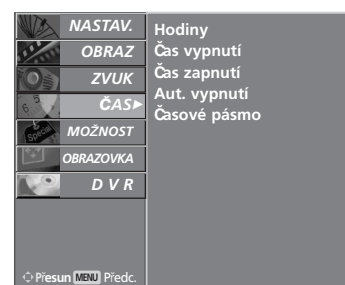 NASTAV.
OBRAZ
ZVUK
ČAS
MOŽNOST
OBRAZOVKA
D V R
Hodiny
Čas vypnutí
Čas zapnutí
Aut. vypnutí
Časové pásmo
Přesun MENU Předc.